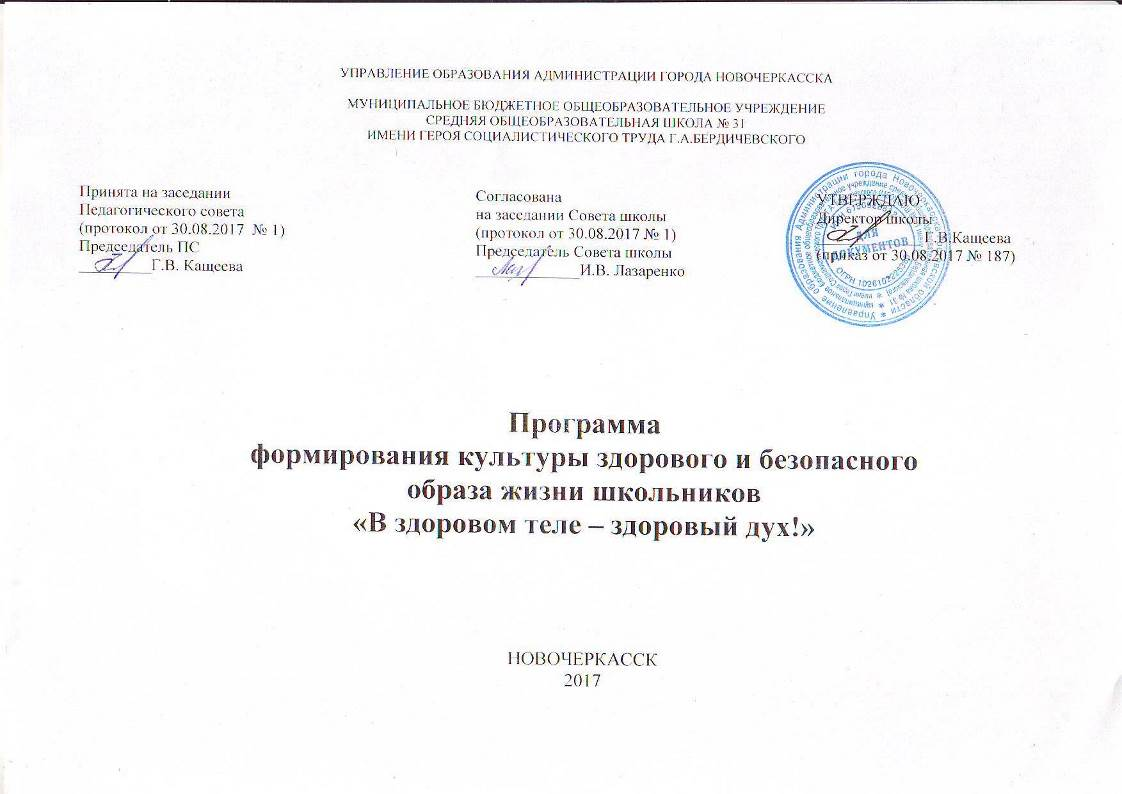 УПРАВЛЕНИЕ ОБРАЗОВАНИЯ АДМИНИСТРАЦИИ ГОРОДА НОВОЧЕРКАССКА
МУНИЦИПАЛЬНОЕ БЮДЖЕТНОЕ ОБЩЕОБРАЗОВАТЕЛЬНОЕ УЧРЕЖДЕНИЕ
СРЕДНЯЯ ОБЩЕОБРАЗОВАТЕЛЬНАЯ ШКОЛА № 31
ИМЕНИ ГЕРОЯ СОЦИАЛИСТИЧЕСКОГО ТРУДА Г.А.БЕРДИЧЕВСКОГО
Принята на заседании
Педагогического совета
(протокол от 30.08.2017 № 1)
Председатель ПС
Г.В. Кащеева
Согласована
на заседании Совета школы
(протокол от 30.08.2017 № 1)
Председатель Совета школы
И.В. Лазаренко
УТВЕРЖДАЮ
Директор школы
Г.В.Кащеева
(приказ от 30.08.2017 № 187)
ДЛЯ
ДОКУМЕНТОВ
Программа
формирования культуры здорового и безопасного
образа жизни школьников
«В здоровом теле – здоровый дух!»
НОВОЧЕРКАССК
2017